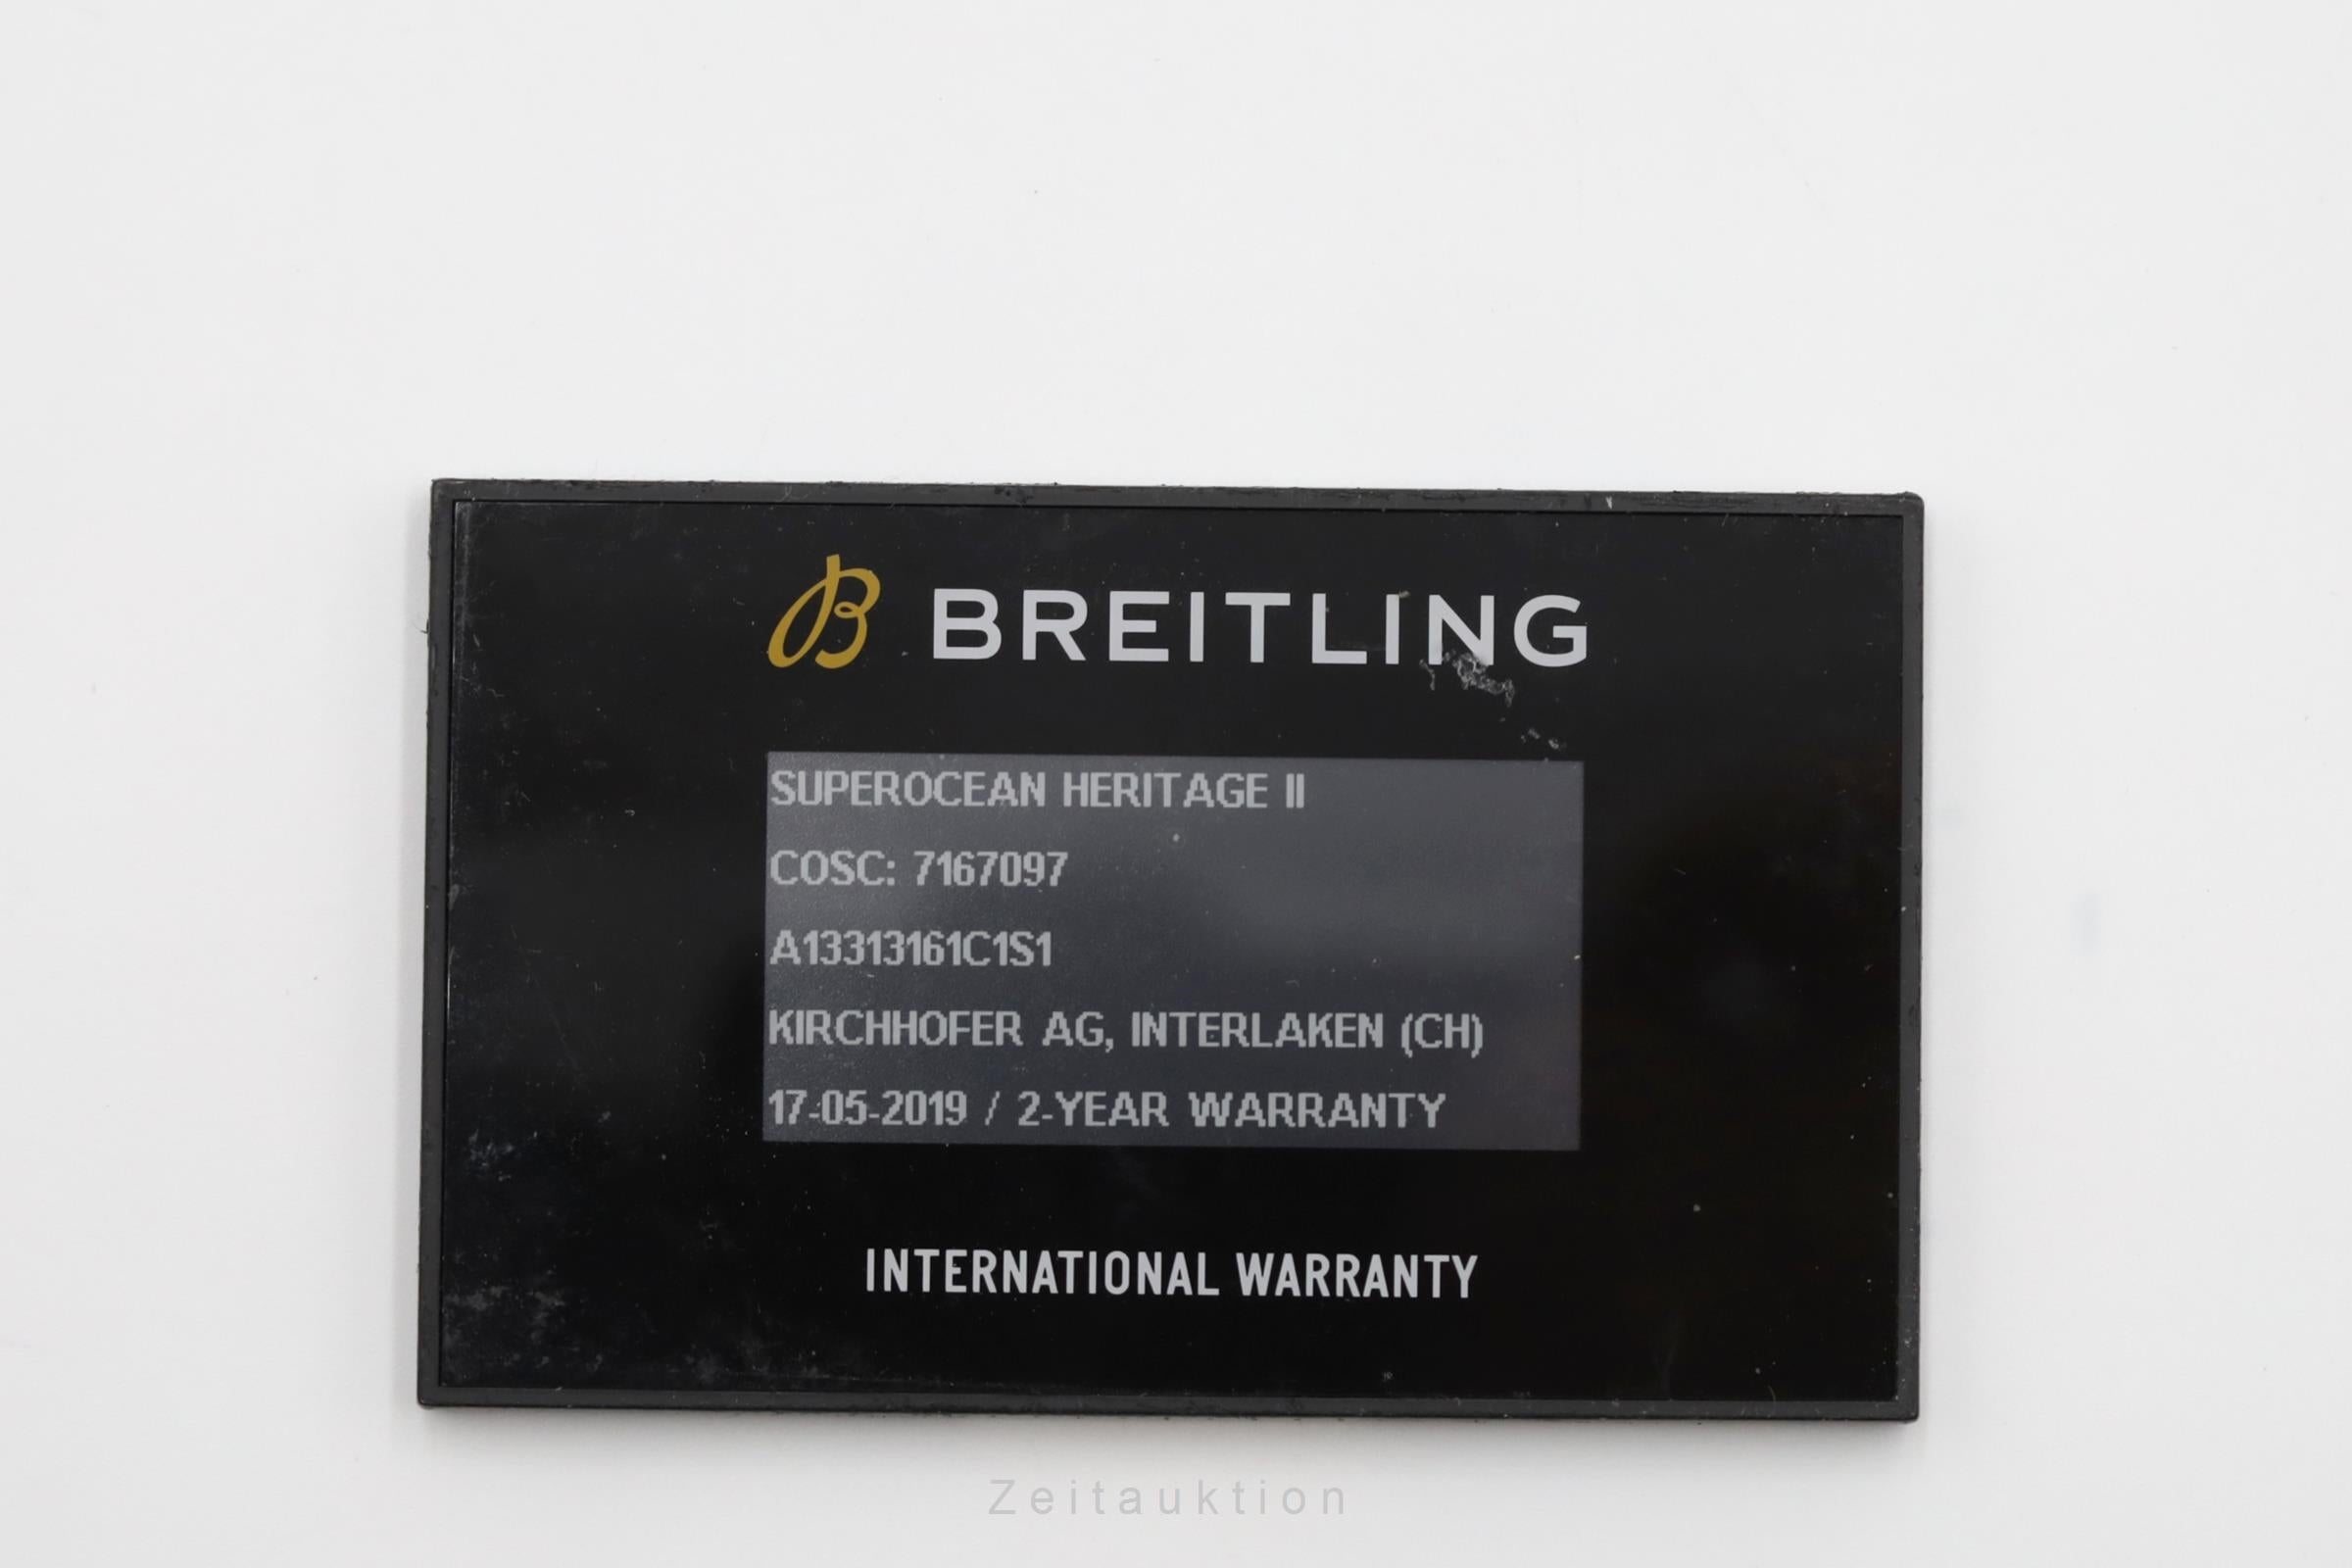 B BREITLING
SUPEROCEAN HERITAGE II
COSC: 7167097
A13313161C1S1
KIRCHHOFER AG, INTERLAKEN (CH)
17-05-2019 / 2-YEAR WARRANTY
INTERNATIONAL WARRANTY
Zeitauktion